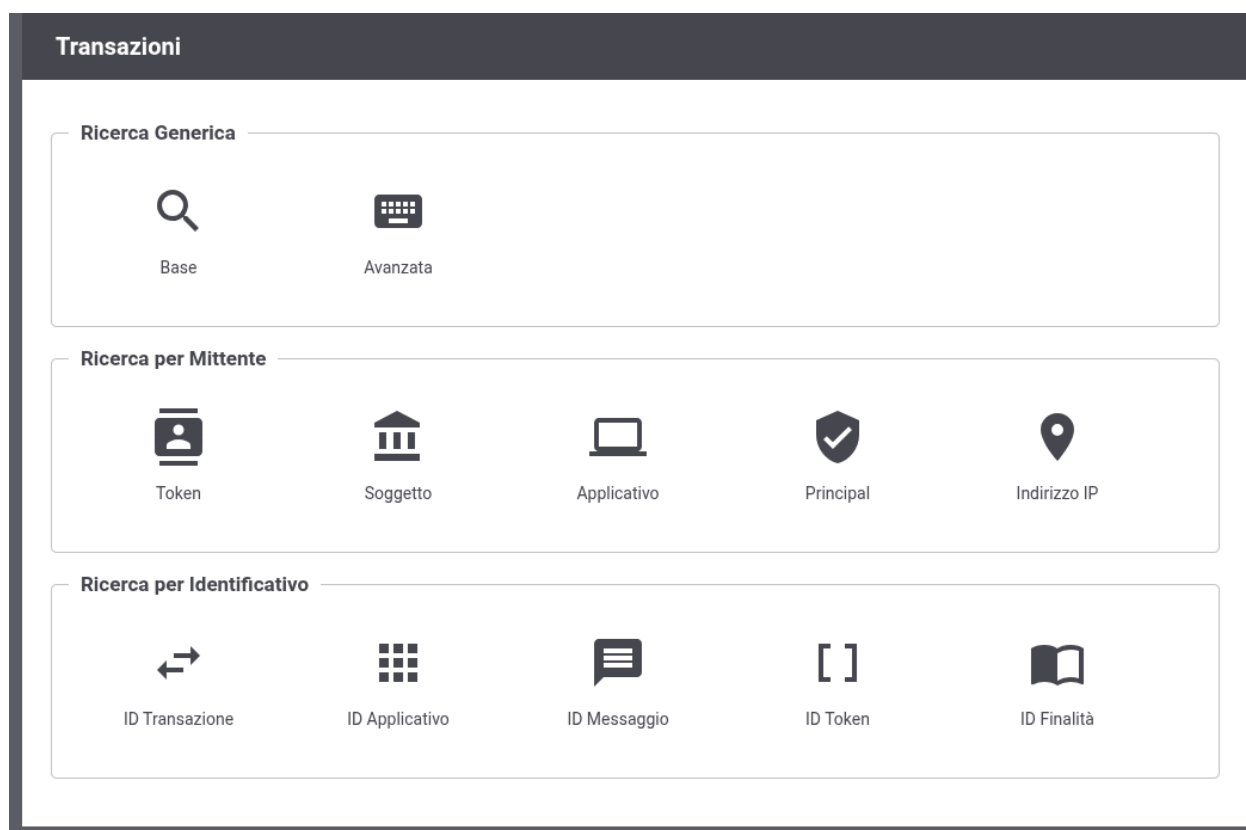 Transazioni
Ricerca Generica
Base
Avanzata
Ricerca per Mittente
Token
Soggetto
Applicativo
Principal
Indirizzo IP
Ricerca per Identificativo
ID Transazione
ID Applicativo
ID Messaggio
ID Token
ID Finalità